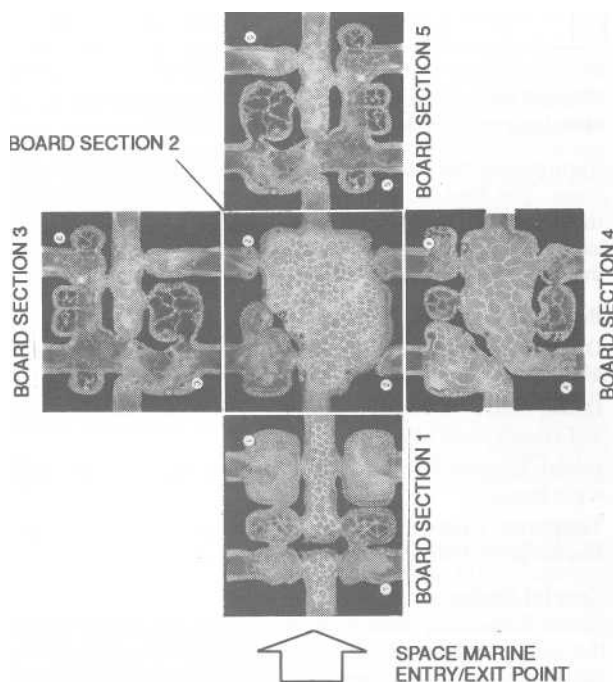 BOARD SECTION 5
BOARD SECTION 2
BOARD SECTION 3
BOARD SECTION 4
BOARD SECTION 1
SPACE MARINE
ENTRY/EXIT POINT